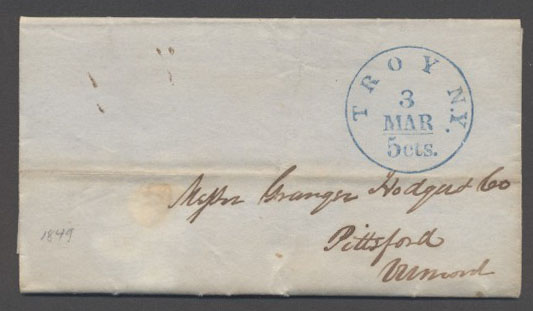 TROY N.Y.
3
MAR
5cts.
Messrs Granger Hodges & Co
Pittsford
Vermont
1849